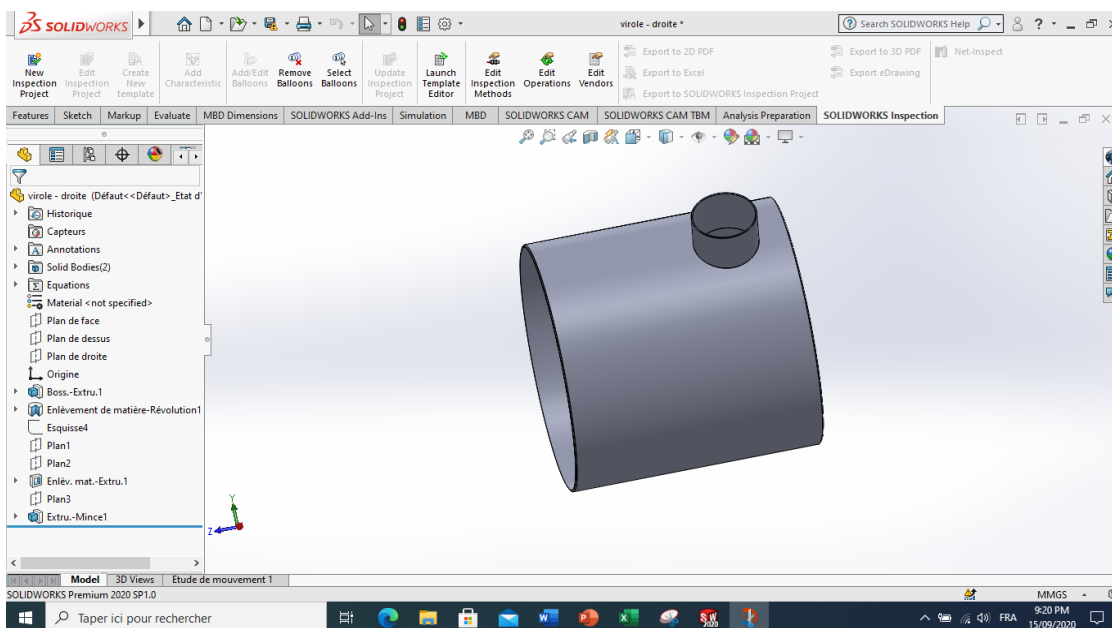 SOLIDWORKS
virole - droite *
Search SOLIDWORKS Help
New Inspection Project
Edit Inspection Project
Create New template
Add Characteristic
Add/Edit Balloons
Remove Balloons
Select Balloons
Update Inspection Project
Launch Template Editor
Edit Inspection Methods
Edit Operations
Edit Vendors
Export to 2D PDF
Export to Excel
Export to SOLIDWORKS Inspection Project
Export to 3D PDF
Export eDrawing
Net-Inspect
Features Sketch Markup Evaluate MBD Dimensions SOLIDWORKS Add-Ins Simulation MBD SOLIDWORKS CAM SOLIDWORKS CAM TBM Analysis Preparation SOLIDWORKS Inspection
virole - droite (Défaut<<Défaut>_Etat d'
Historique
Capteurs
Annotations
Solid Bodies(2)
Equations
Material <not specified>
Plan de face
Plan de dessus
Plan de droite
Origine
Boss.-Extru.1
Enlèvement de matière-Révolution1
Esquisse4
Plan1
Plan2
Enlèv. mat.-Extru.1
Plan3
Extru.-Mince1
Y
Z
Model 3D Views Etude de mouvement 1
SOLIDWORKS Premium 2020 SP1.0
MMGS
Taper ici pour rechercher
FRA
9:20 PM
15/09/2020